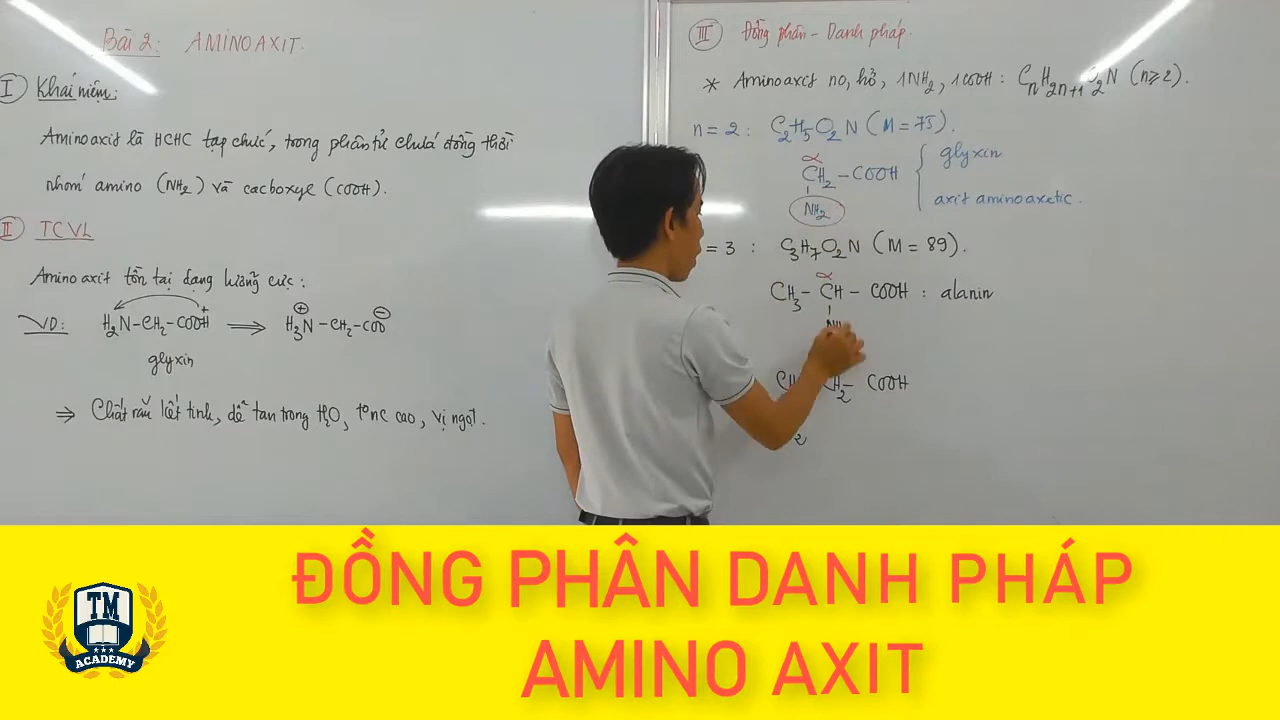 Bài 2: AMINOAXIT.
I Khái niệm:
Aminoaxit là HCHC tạp chức, trong phân tử chứa đồng thời
nhóm amino (NH2) và cacboxyl (COOH).
II TCVL
Aminoaxit tồn tại dạng lưỡng cực:
VD: H2N-CH2-COOH ⟹ H3N-CH2-COO
+
⊕ ⊖
glyxin
⇒ Chất rắn kết tinh, dễ tan trong H2O, t°nc cao, vị ngọt.
III Đồng phân - Danh pháp.
* Aminoaxit no, hở, 1NH2, 1COOH: CnH2n+1O2N (n≥2).
n = 2: C2H5O2N (M = 75).
α
CH2-COOH
NH2
glyxin
axit aminoaxetic.
= 3 : C3H7O2N (M = 89).
α
CH3-CH-COOH : alanin
COOH
2
ĐỒNG PHÂN DANH PHÁP
AMINO AXIT
TM
ACADEMY